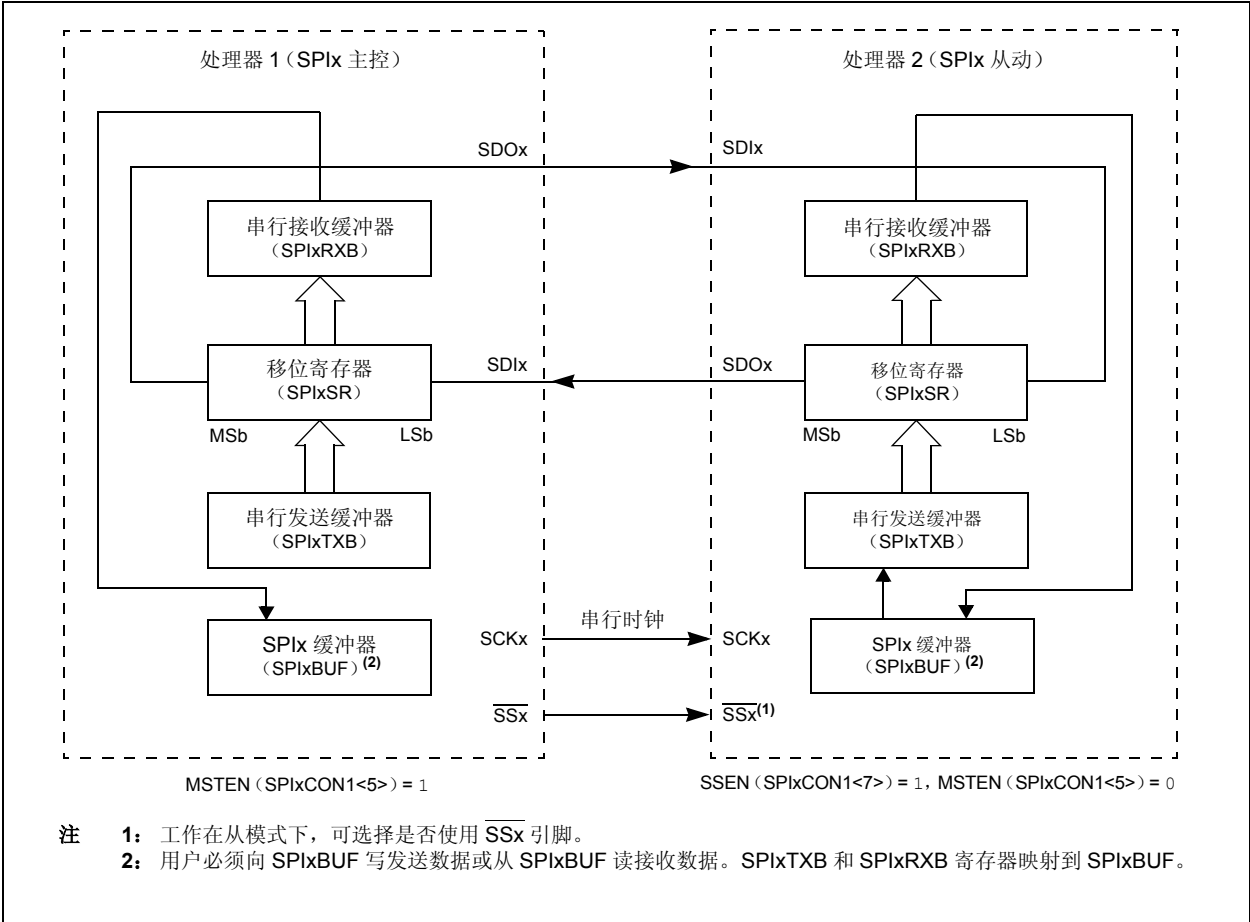 处理器 1（SPIx 主控）
处理器 2（SPIx 从动）
SDOx
SDIx
串行接收缓冲器
（SPIxRXB）
串行接收缓冲器
（SPIxRXB）
移位寄存器
（SPIxSR）
SDIx
SDOx
移位寄存器
（SPIxSR）
MSb
LSb
MSb
LSb
串行发送缓冲器
（SPIxTXB）
串行发送缓冲器
（SPIxTXB）
SPIx 缓冲器
（SPIxBUF）(2)
SCKx
串行时钟
SCKx
SPIx 缓冲器
（SPIxBUF）(2)
SSx
SSx(1)
MSTEN（SPIxCON1<5>）= 1
SSEN（SPIxCON1<7>）= 1，MSTEN（SPIxCON1<5>）= 0
注 1： 工作在从模式下，可选择是否使用 SSx 引脚。
2： 用户必须向 SPIxBUF 写发送数据或从 SPIxBUF 读接收数据。SPIxTXB 和 SPIxRXB 寄存器映射到 SPIxBUF。